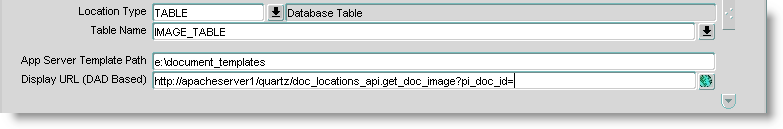 Location Type TABLE Database Table
Table Name IMAGE_TABLE
App Server Template Path e:\document_templates
Display URL (DAD Based) http://apacheserver1/quartz/doc_locations_api.get_doc_image?pi_doc_id=